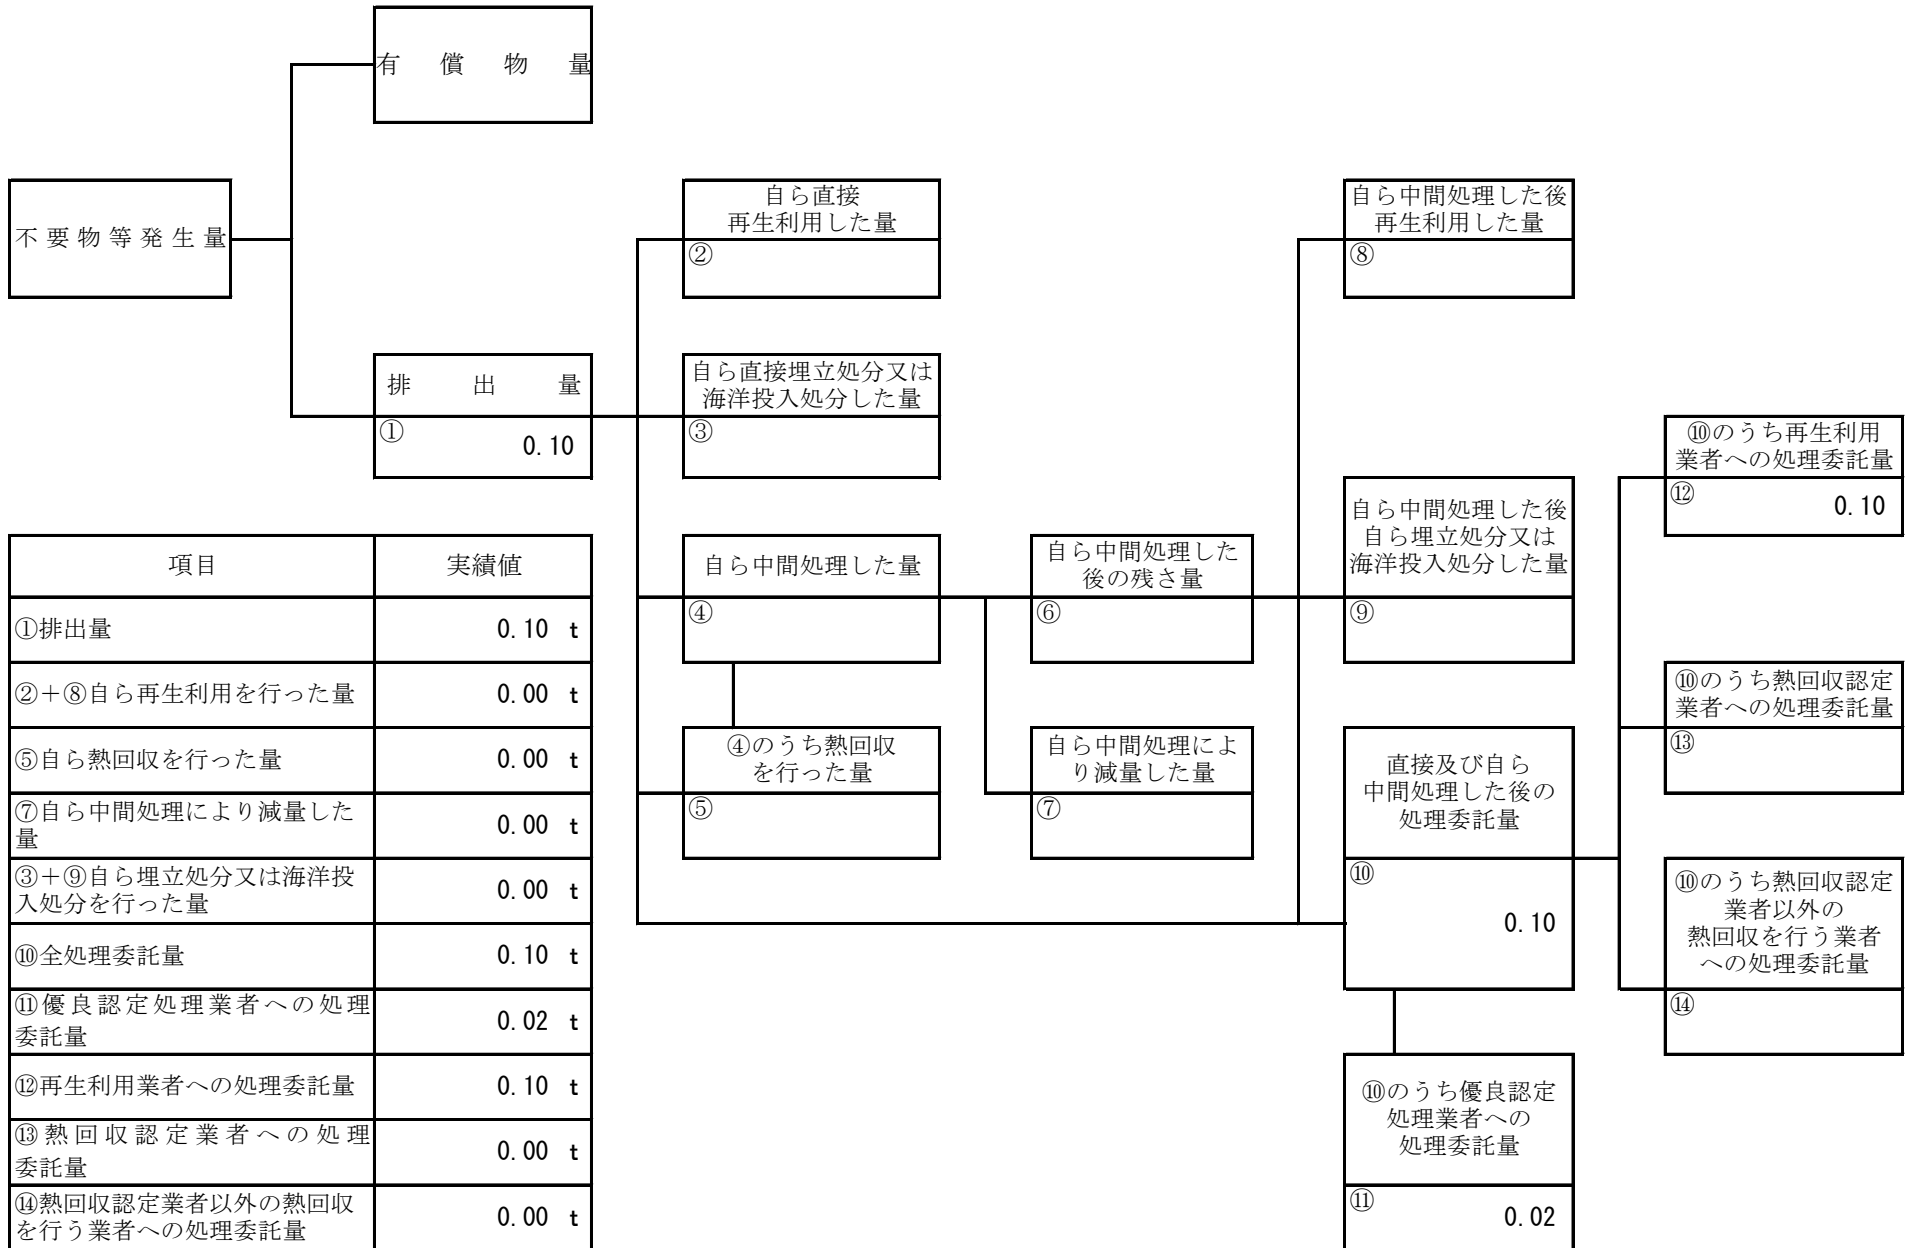 有償物量
不要物等発生量
自ら直接
再生利用した量
②
自ら中間処理した後
再生利用した量
⑧
排出量
①
0.10
自ら直接埋立処分又は
海洋投入処分した量
③
⑩のうち再生利用
業者への処理委託量
⑫
0.10
自ら中間処理した量
④
自ら中間処理した
後の残さ量
⑥
自ら中間処理した後
自ら埋立処分又は
海洋投入処分した量
⑨
⑩のうち熱回収認定
業者への処理委託量
⑬
④のうち熱回収
を行った量
⑤
自ら中間処理によ
り減量した量
⑦
直接及び自ら
中間処理した後の
処理委託量
⑩
0.10
⑩のうち熱回収認定
業者以外の
熱回収を行う業者
への処理委託量
⑭
⑩のうち優良認定
処理業者への
処理委託量
⑪
0.02
項目 実績値
①排出量 0.10 t
②＋⑧自ら再生利用を行った量 0.00 t
⑤自ら熱回収を行った量 0.00 t
⑦自ら中間処理により減量した
量 0.00 t
③＋⑨自ら埋立処分又は海洋投
入処分を行った量 0.00 t
⑩全処理委託量 0.10 t
⑪優良認定処理業者への処理
委託量 0.02 t
⑫再生利用業者への処理委託量 0.10 t
⑬熱回収認定業者への処理
委託量 0.00 t
⑭熱回収認定業者以外の熱回収
を行う業者への処理委託量 0.00 t